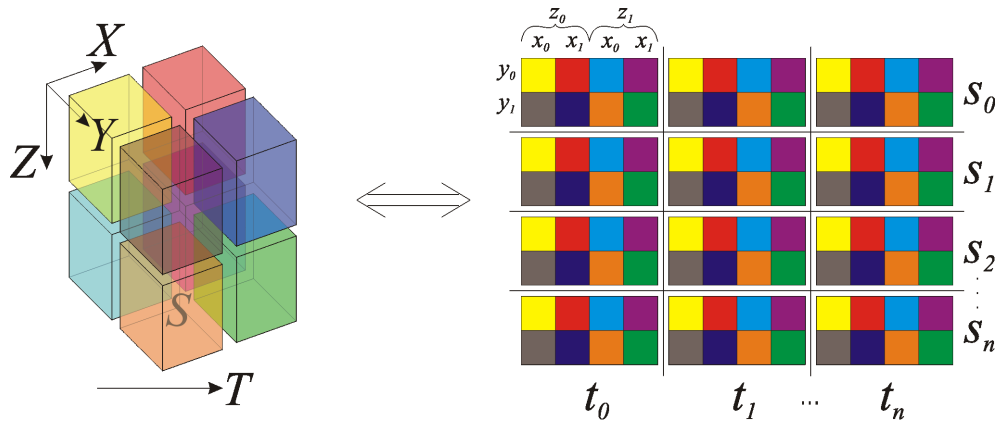 X
Y
Z
S
T
z0 z1
x0 x1 x0 x1
y0
y1
s0
s1
s2
sn
t0 t1 ... tn